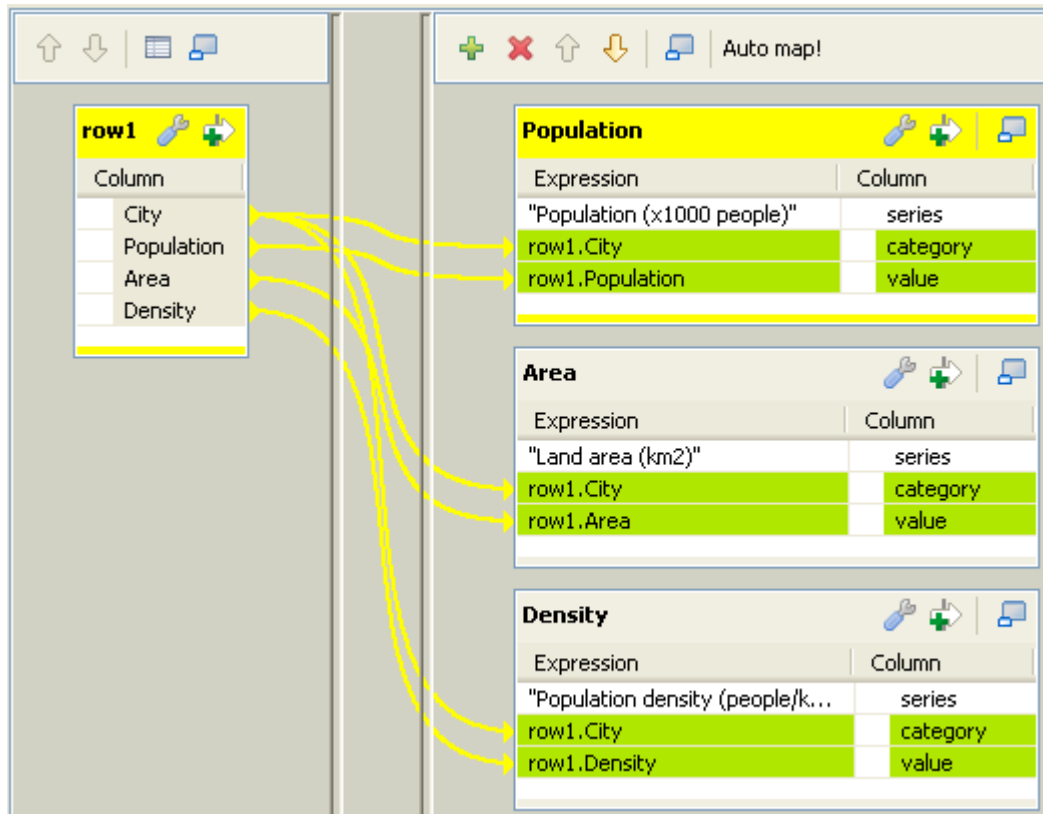 Auto map!
row1
Column
City
Population
Area
Density
Population
Expression Column
"Population (x1000 people)" series
row1.City category
row1.Population value
Area
Expression Column
"Land area (km2)" series
row1.City category
row1.Area value
Density
Expression Column
"Population density (people/k... series
row1.City category
row1.Density value